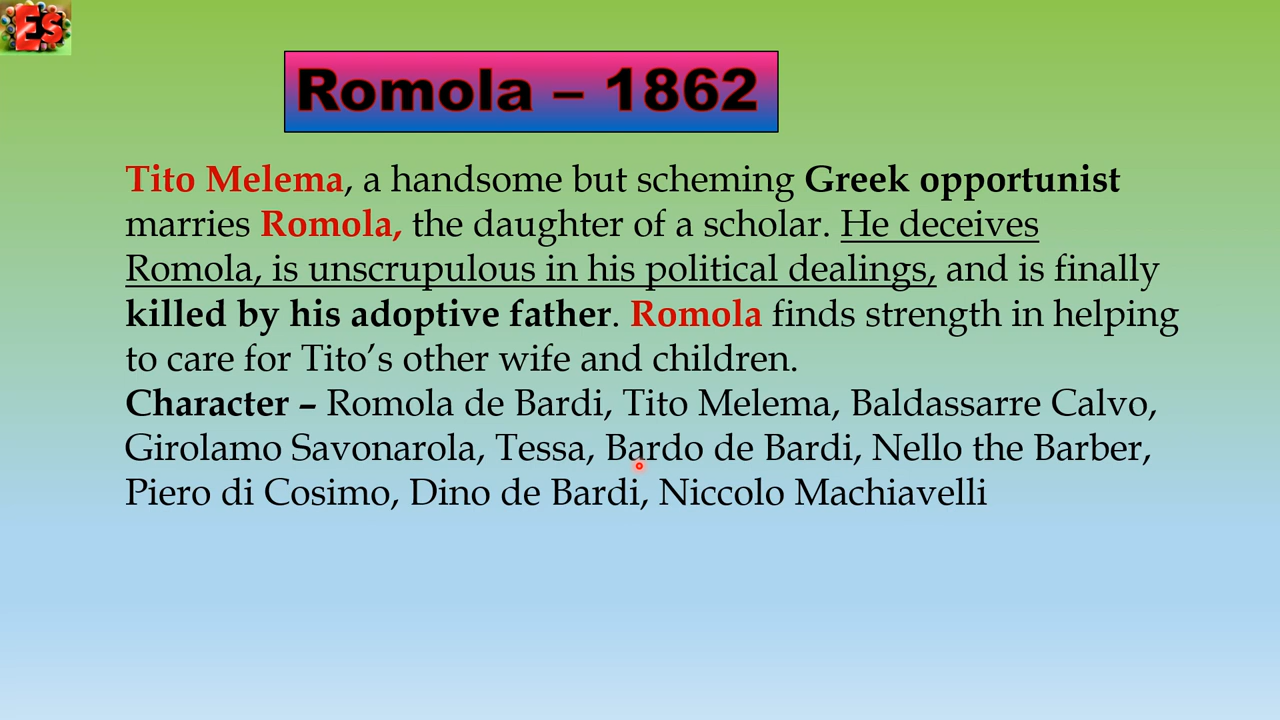 ES
Romola – 1862
Tito Melema, a handsome but scheming Greek opportunist
marries Romola, the daughter of a scholar. He deceives
Romola, is unscrupulous in his political dealings, and is finally
killed by his adoptive father. Romola finds strength in helping
to care for Tito’s other wife and children.
Character – Romola de Bardi, Tito Melema, Baldassarre Calvo,
Girolamo Savonarola, Tessa, Bardo de Bardi, Nello the Barber,
Piero di Cosimo, Dino de Bardi, Niccolo Machiavelli